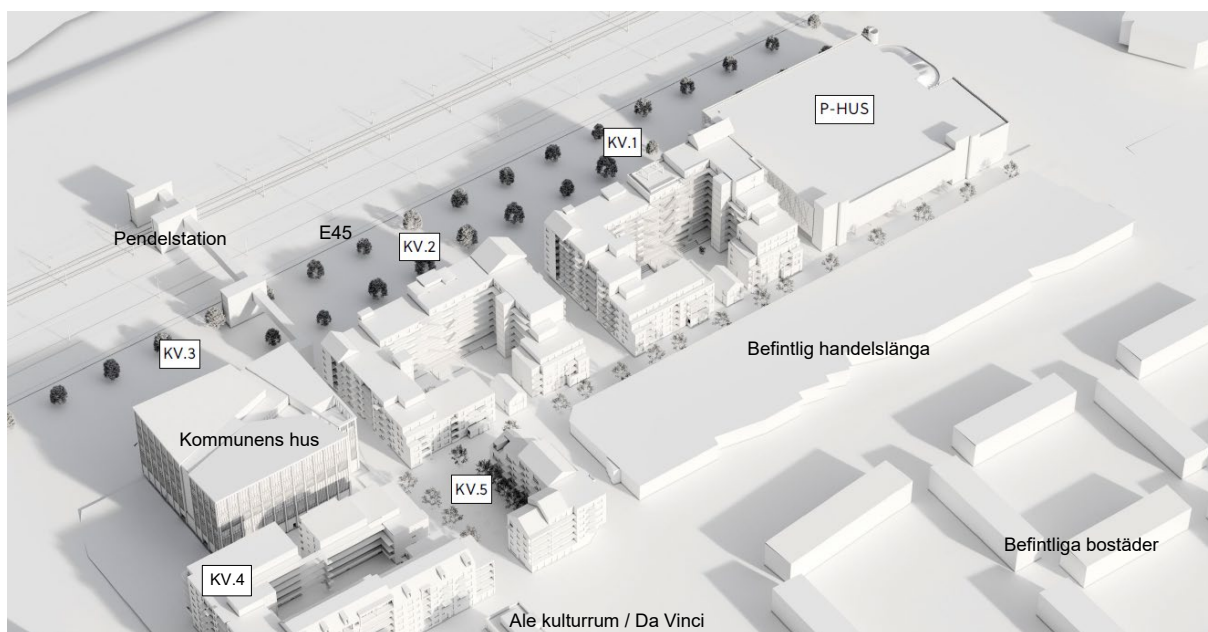 P-HUS
KV.1
Pendelstation
E45
KV.2
KV.3
Befintlig handelslänga
Kommunens hus
KV.5
Befintliga bostäder
KV.4
Ale kulturrum / Da Vinci